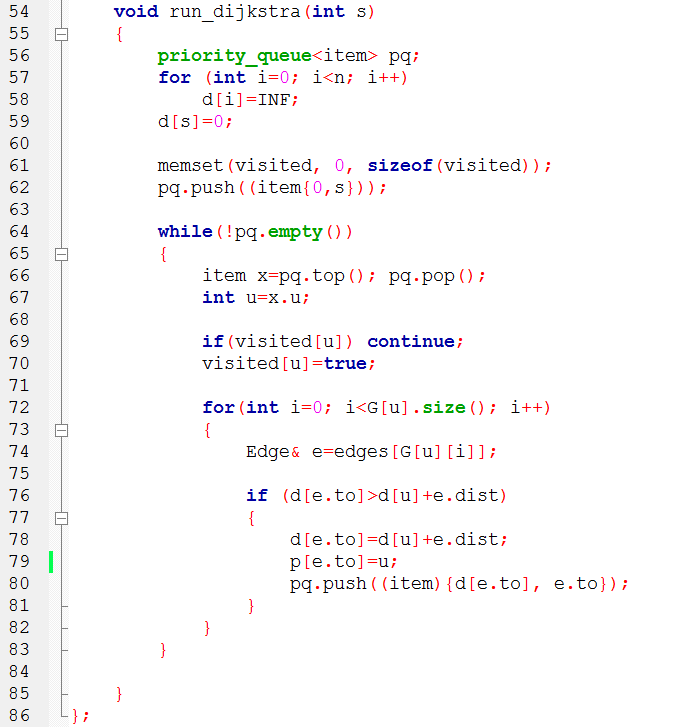 54     void run_dijkstra(int s)
55     {
56         priority_queue<item> pq;
57         for (int i=0; i<n; i++)
58             d[i]=INF;
59         d[s]=0;
60
61         memset(visited, 0, sizeof(visited));
62         pq.push((item{0,s}));
63
64         while(!pq.empty())
65         {
66             item x=pq.top(); pq.pop();
67             int u=x.u;
68
69             if(visited[u]) continue;
70             visited[u]=true;
71
72             for(int i=0; i<G[u].size(); i++)
73             {
74                 Edge& e=edges[G[u][i]];
75
76                 if (d[e.to]>d[u]+e.dist)
77                 {
78                     d[e.to]=d[u]+e.dist;
79                     p[e.to]=u;
80                     pq.push((item){d[e.to], e.to});
81                 }
82             }
83         }
84
85     }
86 };